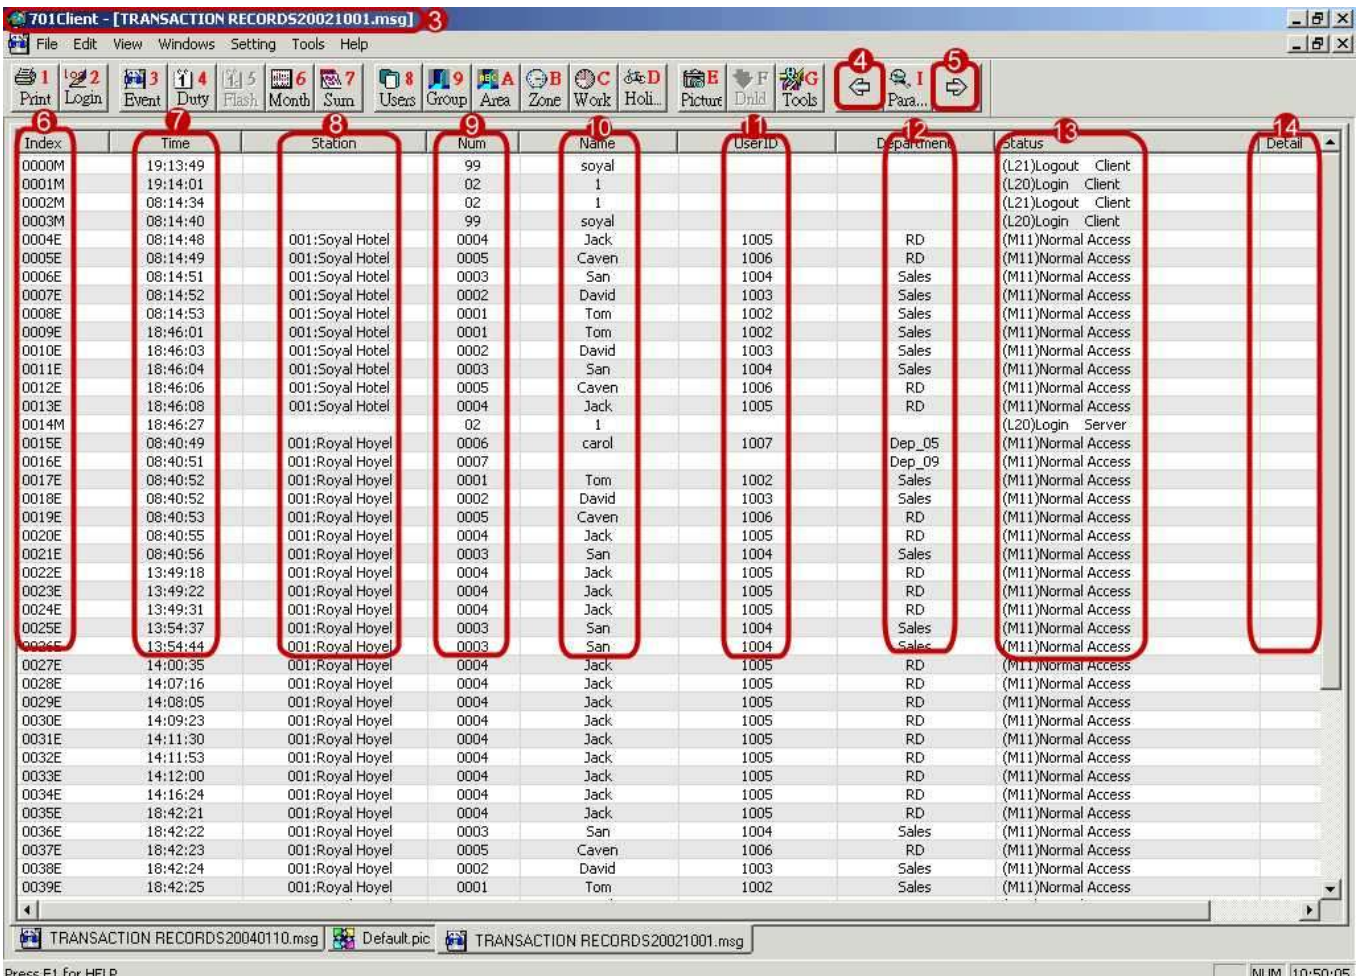 701Client - [TRANSACTION RECORDS20021001.msg] 3
File Edit View Windows Setting Tools Help
1 2 3 4 5 6 7 8 9 A B C D E F G 4 I 5
Print Login Event Duty Flash Month Sum Users Group Area Zone Work Holi... Picture Dnld Tools Para...
6 7 8 9 10 11 12 13 14
Index Time Station Num Name UserID Department Status Detail
0000M 19:13:49 99 soyal (L21)Logout Client
0001M 19:14:01 02 1 (L20)Login Client
0002M 08:14:34 02 1 (L21)Logout Client
0003M 08:14:40 99 soyal (L20)Login Client
0004E 08:14:48 001:Soyal Hotel 0004 Jack 1005 RD (M11)Normal Access
0005E 08:14:49 001:Soyal Hotel 0005 Caven 1006 RD (M11)Normal Access
0006E 08:14:51 001:Soyal Hotel 0003 San 1004 Sales (M11)Normal Access
0007E 08:14:52 001:Soyal Hotel 0002 David 1003 Sales (M11)Normal Access
0008E 08:14:53 001:Soyal Hotel 0001 Tom 1002 Sales (M11)Normal Access
0009E 18:46:01 001:Soyal Hotel 0001 Tom 1002 Sales (M11)Normal Access
0010E 18:46:03 001:Soyal Hotel 0002 David 1003 Sales (M11)Normal Access
0011E 18:46:04 001:Soyal Hotel 0003 San 1004 Sales (M11)Normal Access
0012E 18:46:06 001:Soyal Hotel 0005 Caven 1006 RD (M11)Normal Access
0013E 18:46:08 001:Soyal Hotel 0004 Jack 1005 RD (M11)Normal Access
0014M 18:46:27 02 1 (L20)Login Server
0015E 08:40:49 001:Royal Hoyel 0006 carol 1007 Dep_05 (M11)Normal Access
0016E 08:40:51 001:Royal Hoyel 0007 Dep_09 (M11)Normal Access
0017E 08:40:52 001:Royal Hoyel 0001 Tom 1002 Sales (M11)Normal Access
0018E 08:40:52 001:Royal Hoyel 0002 David 1003 Sales (M11)Normal Access
0019E 08:40:53 001:Royal Hoyel 0005 Caven 1006 RD (M11)Normal Access
0020E 08:40:55 001:Royal Hoyel 0004 Jack 1005 RD (M11)Normal Access
0021E 08:40:56 001:Royal Hoyel 0003 San 1004 Sales (M11)Normal Access
0022E 13:49:18 001:Royal Hoyel 0004 Jack 1005 RD (M11)Normal Access
0023E 13:49:22 001:Royal Hoyel 0004 Jack 1005 RD (M11)Normal Access
0024E 13:49:31 001:Royal Hoyel 0004 Jack 1005 RD (M11)Normal Access
0025E 13:54:37 001:Royal Hoyel 0003 San 1004 Sales (M11)Normal Access
0026E 13:54:44 001:Royal Hoyel 0003 San 1004 Sales (M11)Normal Access
0027E 14:00:35 001:Royal Hoyel 0004 Jack 1005 RD (M11)Normal Access
0028E 14:07:16 001:Royal Hoyel 0004 Jack 1005 RD (M11)Normal Access
0029E 14:08:05 001:Royal Hoyel 0004 Jack 1005 RD (M11)Normal Access
0030E 14:09:23 001:Royal Hoyel 0004 Jack 1005 RD (M11)Normal Access
0031E 14:11:30 001:Royal Hoyel 0004 Jack 1005 RD (M11)Normal Access
0032E 14:11:53 001:Royal Hoyel 0004 Jack 1005 RD (M11)Normal Access
0033E 14:12:00 001:Royal Hoyel 0004 Jack 1005 RD (M11)Normal Access
0034E 14:16:24 001:Royal Hoyel 0004 Jack 1005 RD (M11)Normal Access
0035E 18:42:21 001:Royal Hoyel 0004 Jack 1005 RD (M11)Normal Access
0036E 18:42:22 001:Royal Hoyel 0003 San 1004 Sales (M11)Normal Access
0037E 18:42:23 001:Royal Hoyel 0005 Caven 1006 RD (M11)Normal Access
0038E 18:42:24 001:Royal Hoyel 0002 David 1003 Sales (M11)Normal Access
0039E 18:42:25 001:Royal Hoyel 0001 Tom 1002 Sales (M11)Normal Access
TRANSACTION RECORDS20040110.msg Default.pic TRANSACTION RECORDS20021001.msg
Press F1 for HELP NUM 10:50:05